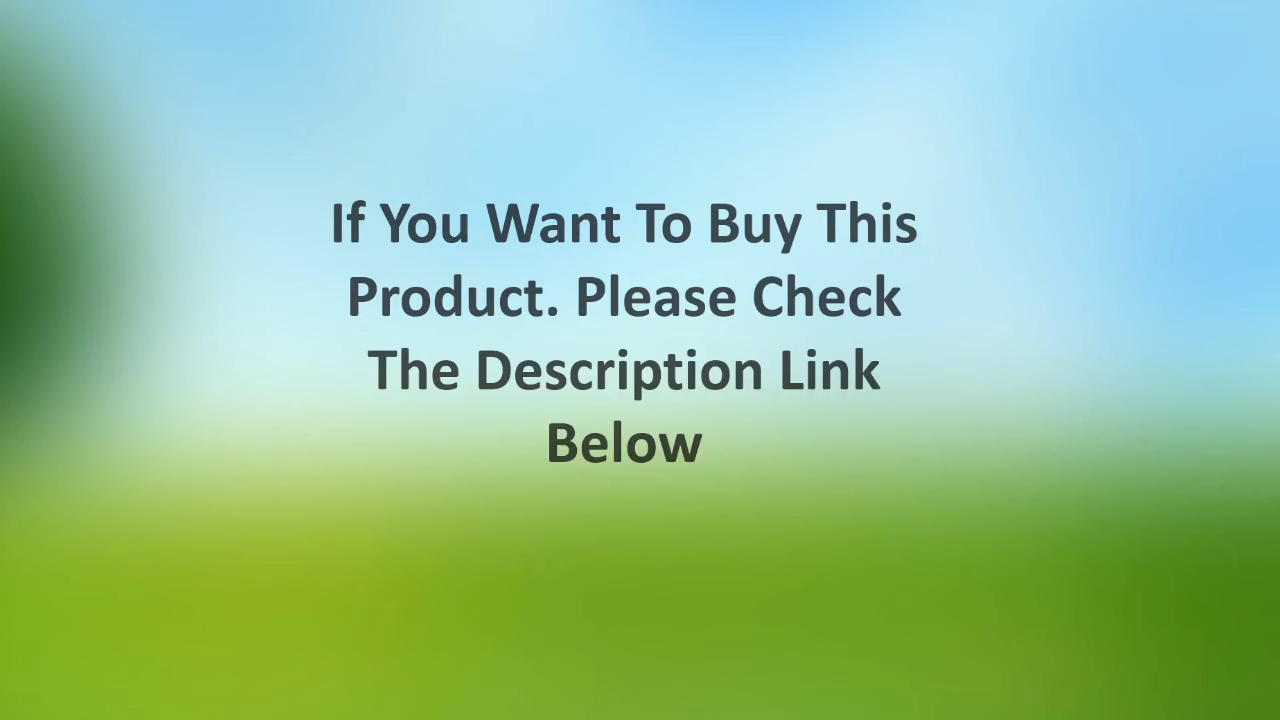 If You Want To Buy This
Product. Please Check
The Description Link
Below